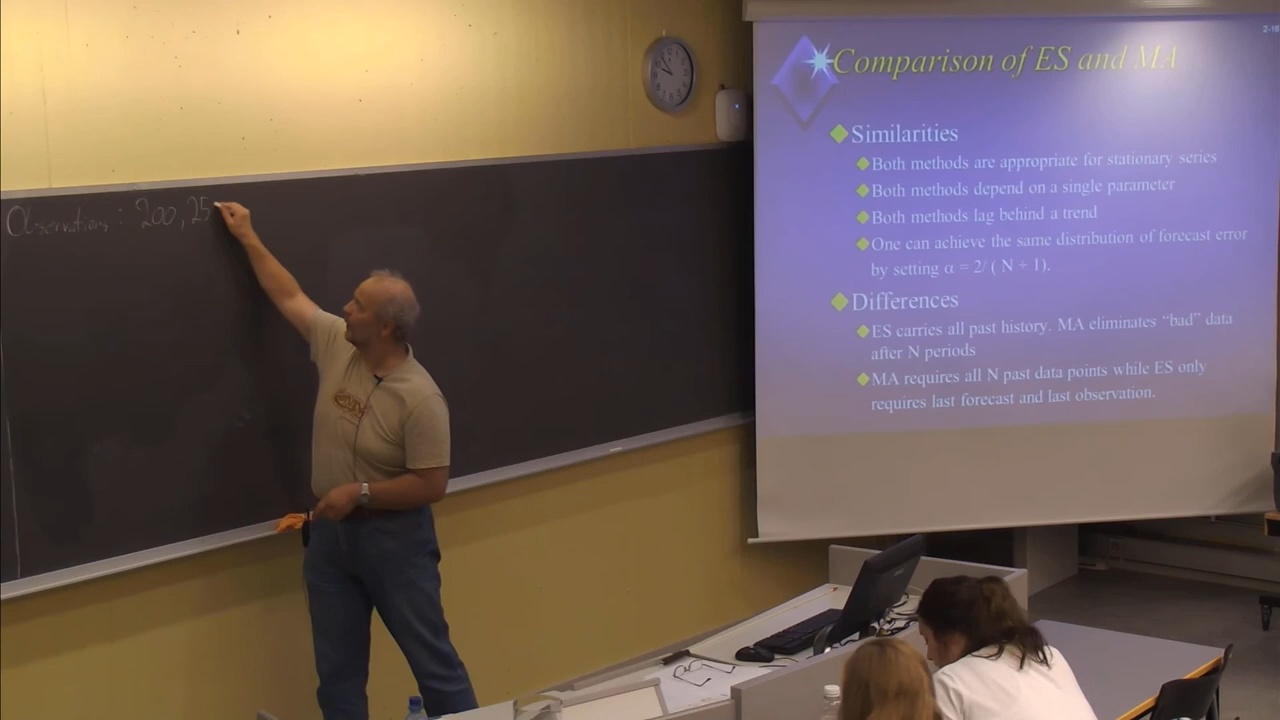 Observations : 200, 25
2-16
Comparison of ES and MA
Similarities
Both methods are appropriate for stationary series
Both methods depend on a single parameter
Both methods lag behind a trend
One can achieve the same distribution of forecast error
by setting α = 2/ ( N + 1).
Differences
ES carries all past history. MA eliminates “bad” data
after N periods
MA requires all N past data points while ES only
requires last forecast and last observation.